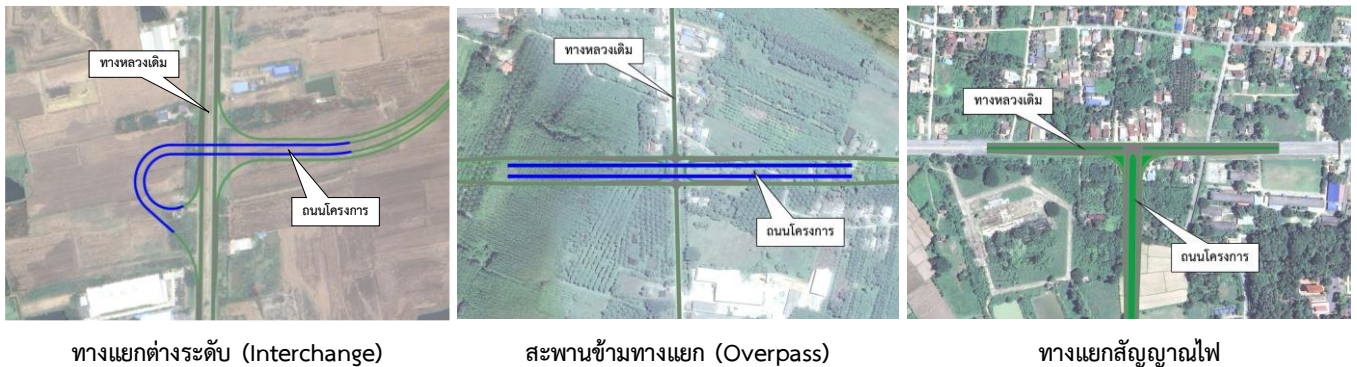 ทางหลวงเดิม
ถนนโครงการ
ทางหลวงเดิม
ถนนโครงการ
ทางหลวงเดิม
ถนนโครงการ
ทางแยกต่างระดับ (Interchange)
สะพานข้ามทางแยก (Overpass)
ทางแยกสัญญาณไฟ